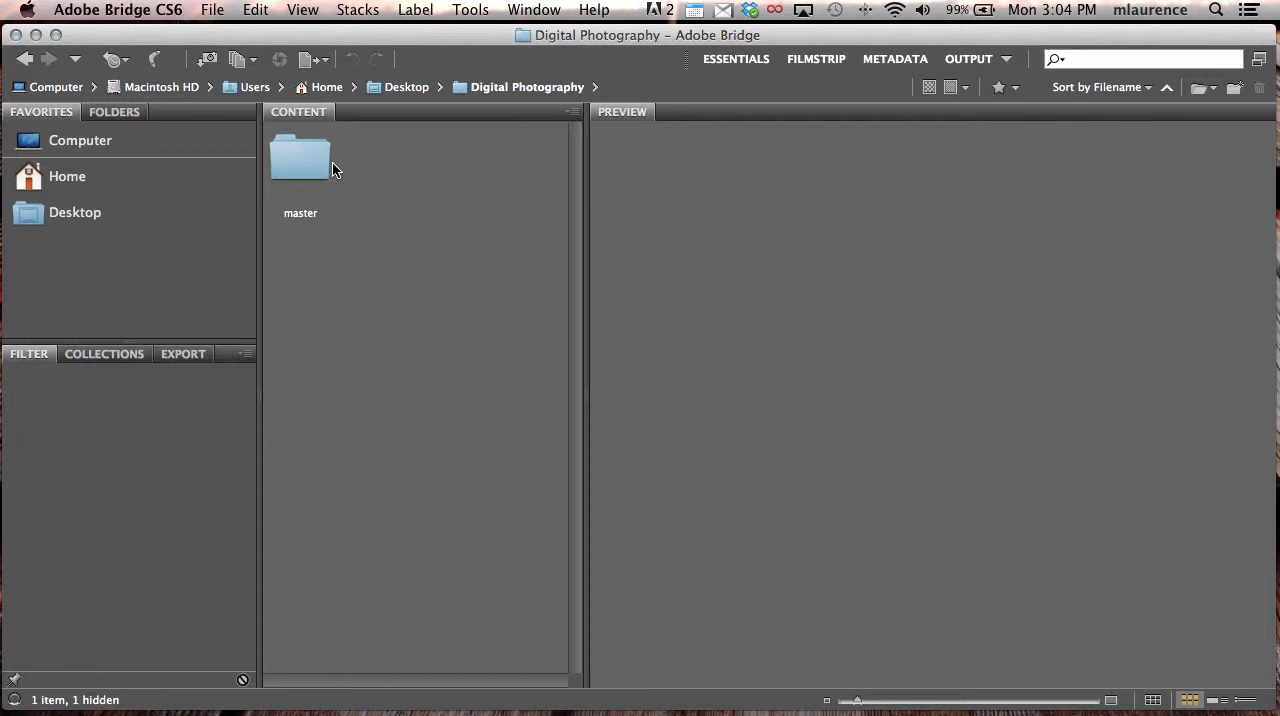 Adobe Bridge CS6 File Edit View Stacks Label Tools Window Help 2 99% Mon 3:04 PM mlaurence
Digital Photography – Adobe Bridge
ESSENTIALS FILMSTRIP METADATA OUTPUT
Computer Macintosh HD Users Home Desktop Digital Photography Sort by Filename
FAVORITES FOLDERS CONTENT PREVIEW
Computer
Home
Desktop
master
FILTER COLLECTIONS EXPORT
1 item, 1 hidden